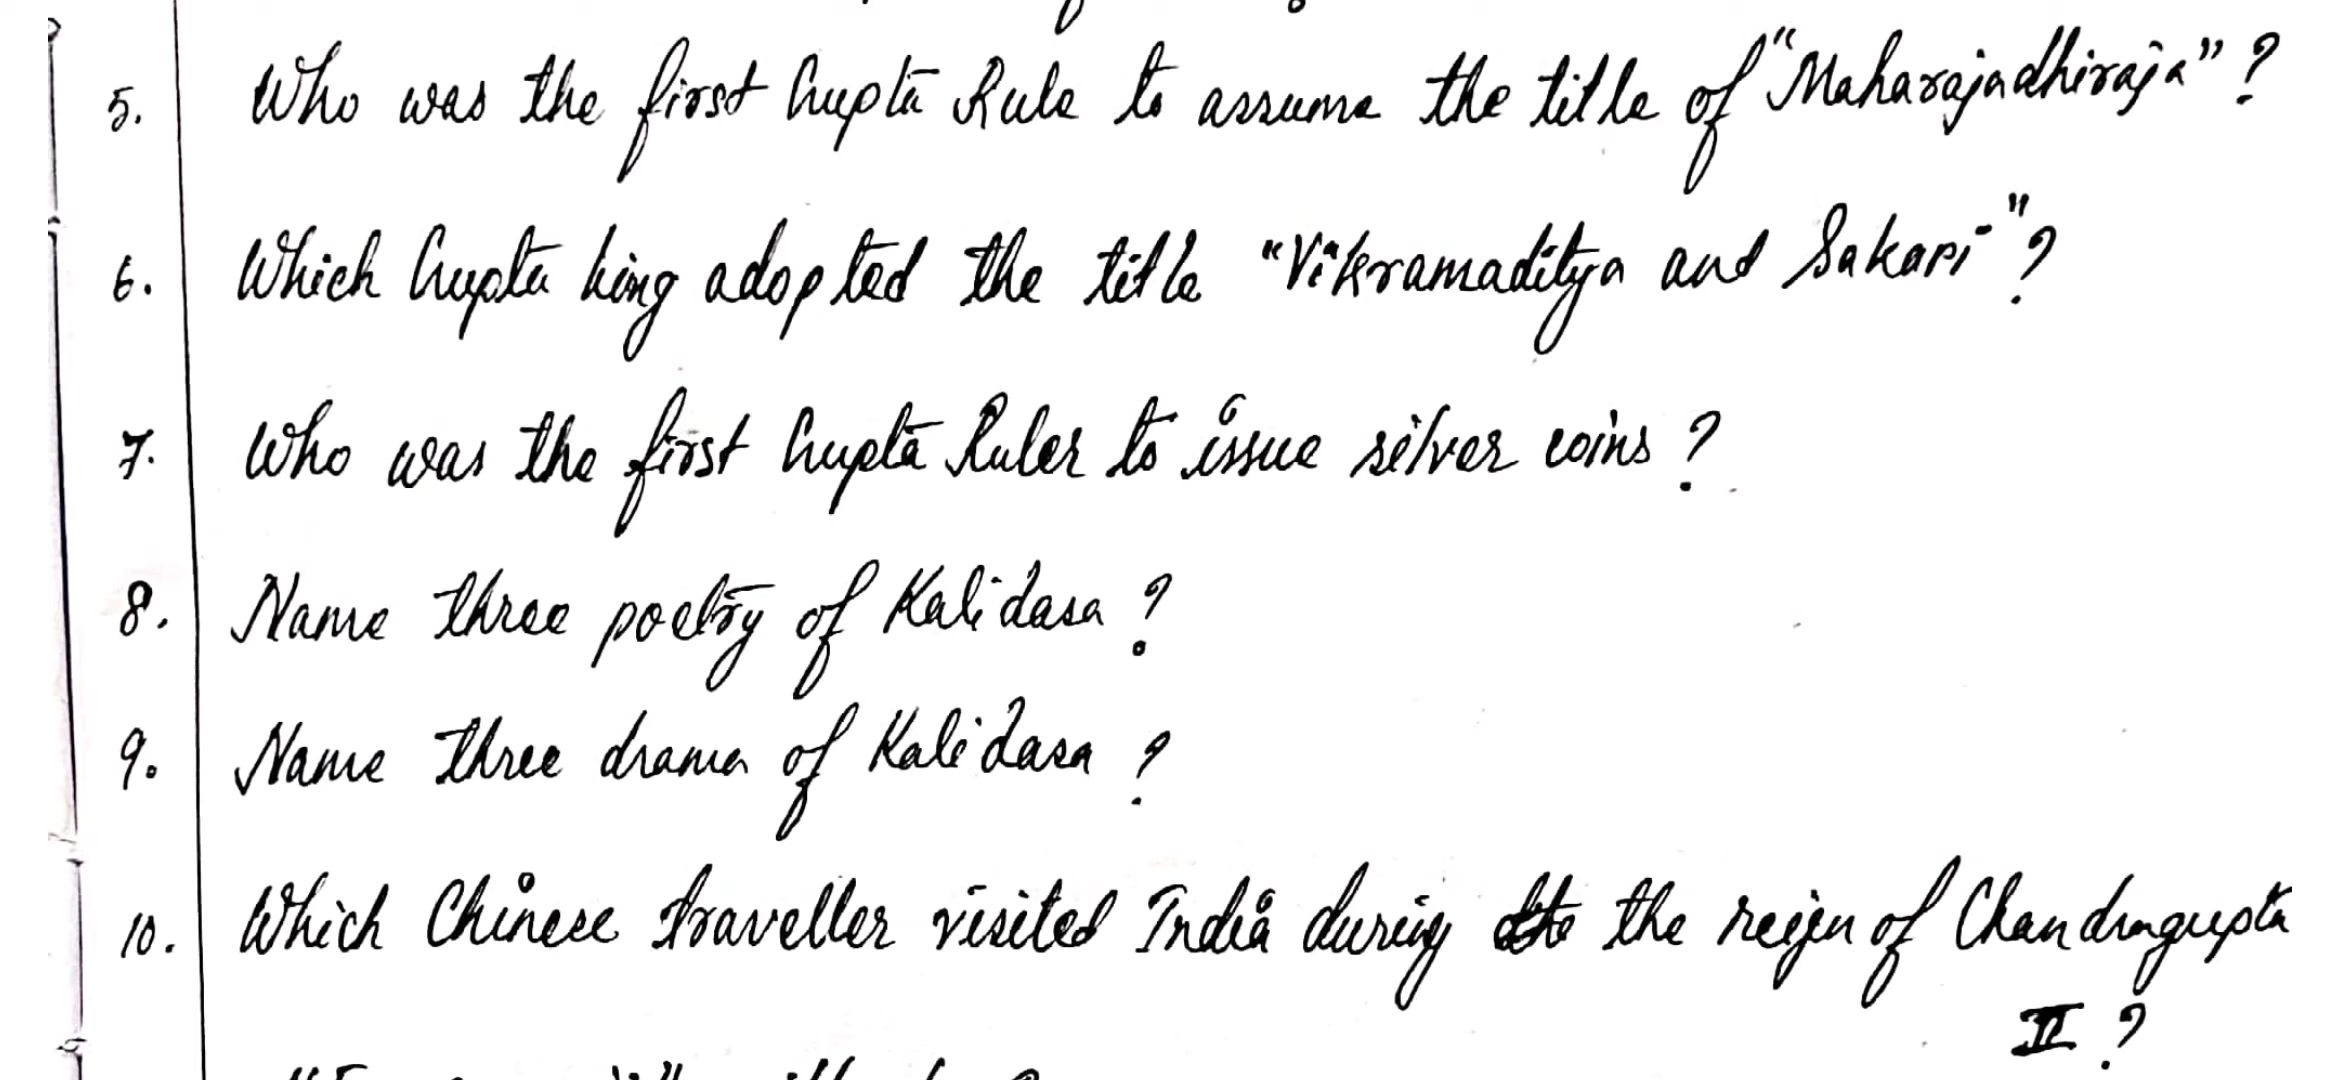 5. Who was the first Gupta Rule to assume the title of "Maharajadhiraja" ?
6. Which Gupta king adopted the title "Vikramaditya and Sakari" ?
7. Who was the first Gupta Ruler to issue silver coins ?
8. Name three poetry of Kalidasa ?
9. Name three drama of Kalidasa ?
10. Which Chinese traveller visited India during the reign of Chandragupta
II ?